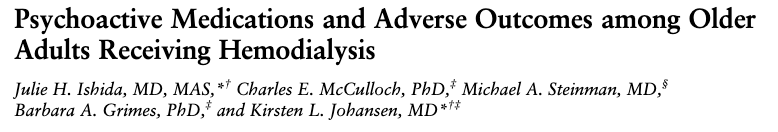 Psychoactive Medications and Adverse Outcomes among Older
Adults Receiving Hemodialysis
Julie H. Ishida, MD, MAS,*† Charles E. McCulloch, PhD,‡ Michael A. Steinman, MD,§
Barbara A. Grimes, PhD,‡ and Kirsten L. Johansen, MD*†‡